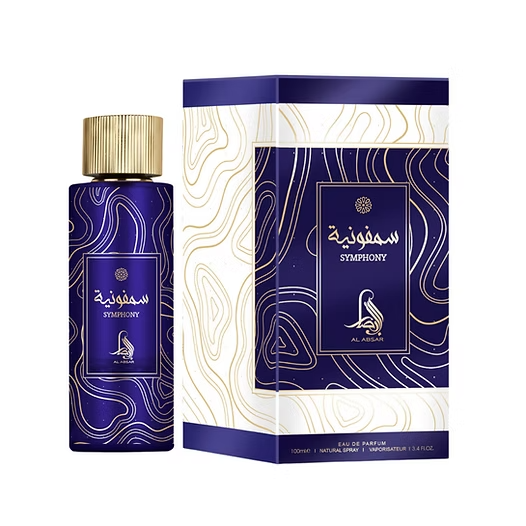 سمفونية
SYMPHONY
AL ABSAR
سمفونية
SYMPHONY
AL ABSAR
EAU DE PARFUM
100ml℮ | NATURAL SPRAY | VAPORISATEUR | 3.4 FL.OZ.